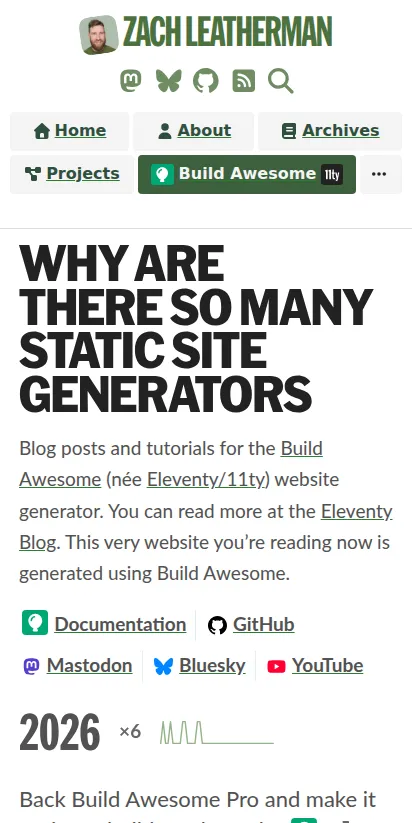 ZACH LEATHERMAN
Home
About
Archives
Projects
Build Awesome 11ty
WHY ARE
THERE SO MANY
STATIC SITE
GENERATORS
Blog posts and tutorials for the Build
Awesome (née Eleventy/11ty) website
generator. You can read more at the Eleventy
Blog. This very website you’re reading now is
generated using Build Awesome.
Documentation GitHub
Mastodon Bluesky YouTube
2026 ×6
Back Build Awesome Pro and make it